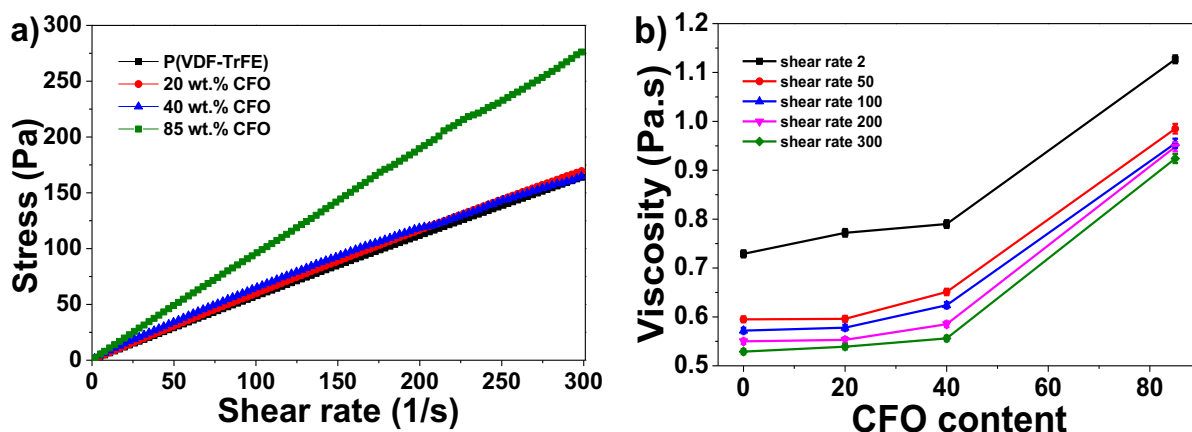 a)
Stress (Pa)
300
250
200
150
100
50
0
P(VDF-TrFE)
20 wt.% CFO
40 wt.% CFO
85 wt.% CFO
0 50 100 150 200 250 300
Shear rate (1/s)
b)
Viscosity (Pa.s)
1.2
1.1
1.0
0.9
0.8
0.7
0.6
0.5
shear rate 2
shear rate 50
shear rate 100
shear rate 200
shear rate 300
0 20 40 60 80
CFO content